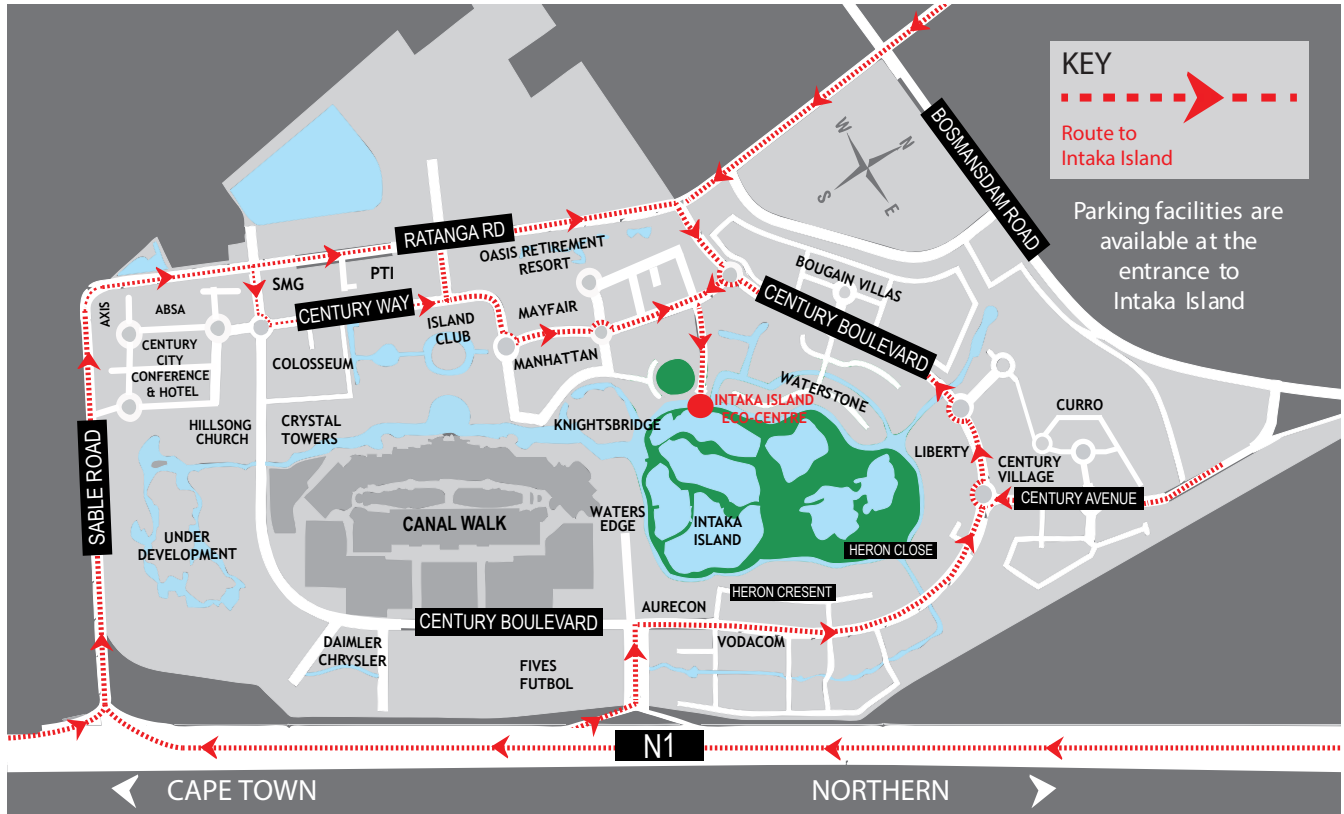 KEY
Route to
Intaka Island
Parking facilities are
available at the
entrance to
Intaka Island
BOSMANSDAM ROAD
W
N
S
E
RATANGA RD
OASIS RETIREMENT
RESORT
SMG
PTI
CENTURY WAY
ISLAND
CLUB
MAYFAIR
MANHATTAN
BOUGAIN VILLAS
CENTURY BOULEVARD
AXIS
ABSA
CENTURY
CITY
CONFERENCE
& HOTEL
COLOSSEUM
HILLSONG
CHURCH
CRYSTAL
TOWERS
KNIGHTSBRIDGE
INTAKA ISLAND
ECO-CENTRE
WATERSTONE
CURRO
LIBERTY
CENTURY
VILLAGE
CENTURY AVENUE
SABLE ROAD
UNDER
DEVELOPMENT
CANAL WALK
WATERS
EDGE
INTAKA
ISLAND
HERON CLOSE
HERON CRESENT
AURECON
VODACOM
CENTURY BOULEVARD
DAIMLER
CHRYSLER
FIVES
FUTBOL
N1
CAPE TOWN
NORTHERN